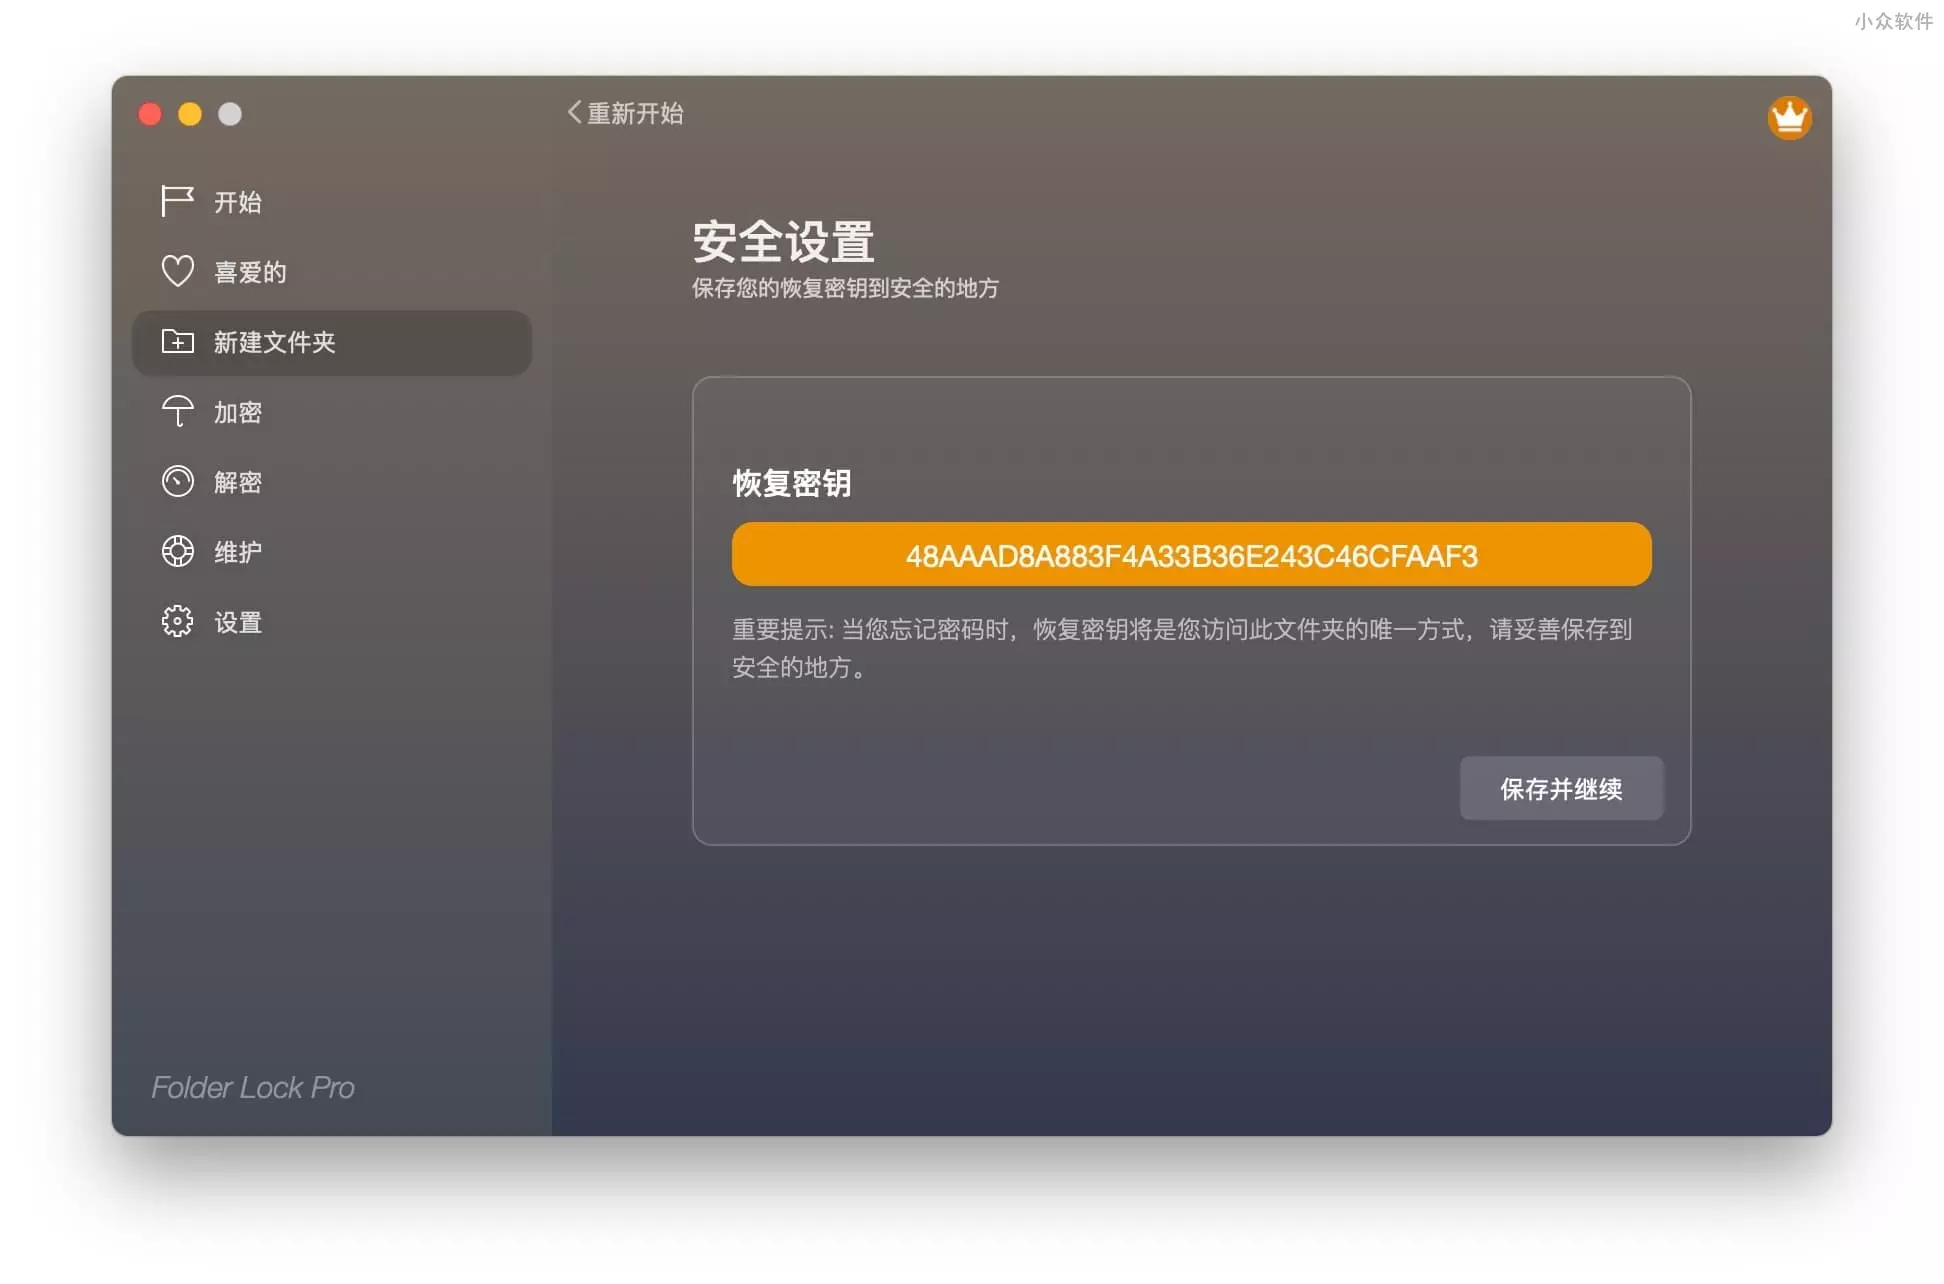 小众软件
重新开始
开始
喜爱的
新建文件夹
加密
解密
维护
设置
Folder Lock Pro
安全设置
保存您的恢复密钥到安全的地方
恢复密钥
48AAAD8A883F4A33B36E243C46CFAAF3
重要提示: 当您忘记密码时，恢复密钥将是您访问此文件夹的唯一方式，请妥善保存到
安全的地方。
保存并继续